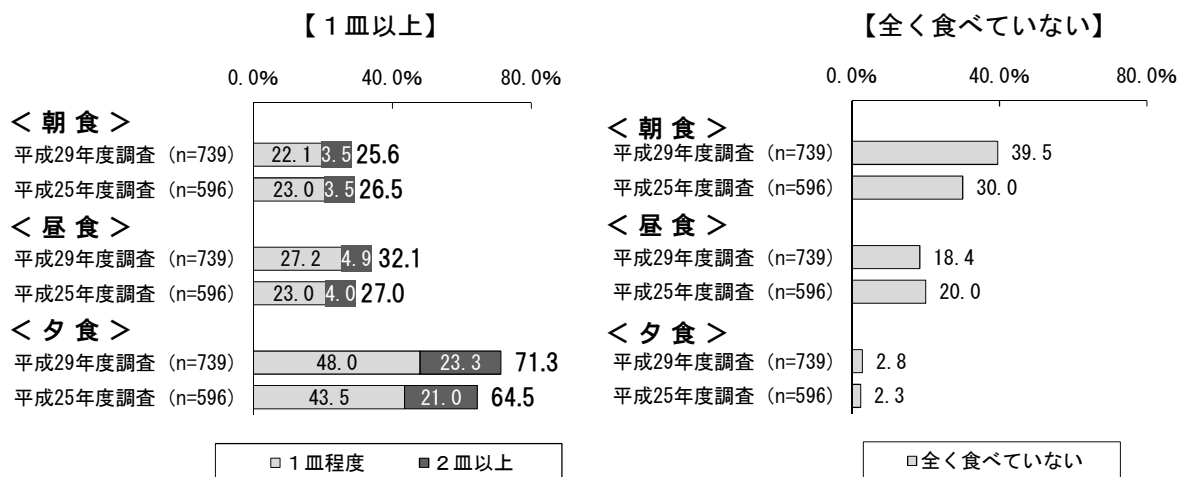 【１皿以上】
0.0% 40.0% 80.0%
＜ 朝 食 ＞
平成29年度調査 (n=739) 22.1 3.5 25.6
平成25年度調査 (n=596) 23.0 3.5 26.5
＜ 昼 食 ＞
平成29年度調査 (n=739) 27.2 4.9 32.1
平成25年度調査 (n=596) 23.0 4.0 27.0
＜ 夕 食 ＞
平成29年度調査 (n=739) 48.0 23.3 71.3
平成25年度調査 (n=596) 43.5 21.0 64.5
１皿程度 ２皿以上
【全く食べていない】
0.0% 40.0% 80.0%
＜ 朝 食 ＞
平成29年度調査 (n=739) 39.5
平成25年度調査 (n=596) 30.0
＜ 昼 食 ＞
平成29年度調査 (n=739) 18.4
平成25年度調査 (n=596) 20.0
＜ 夕 食 ＞
平成29年度調査 (n=739) 2.8
平成25年度調査 (n=596) 2.3
全く食べていない